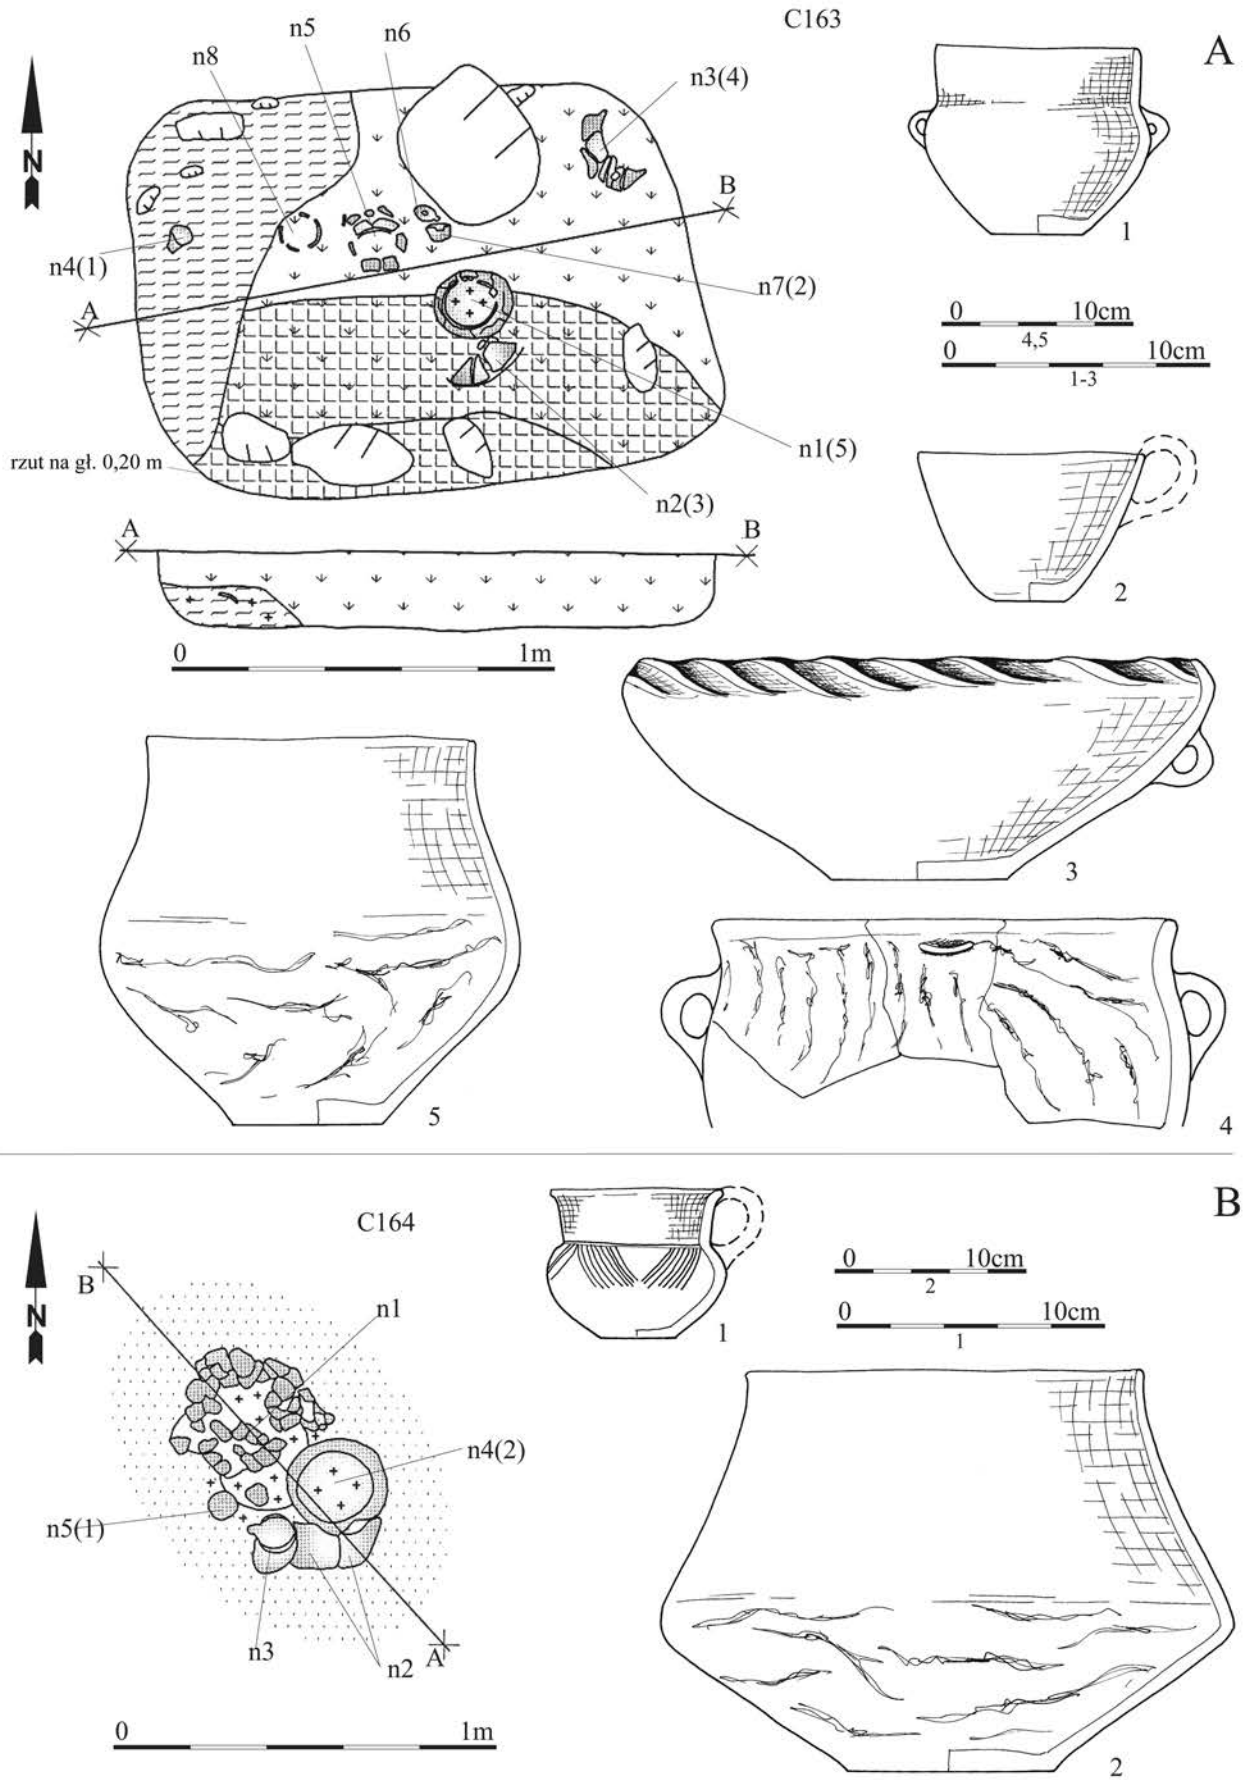 C163
A
n5
n6
n8
n3(4)
N
B
n4(1)
n7(2)
A
1
0 10cm
4,5
0 10cm
1-3
n1(5)
rzut na gł. 0,20 m
n2(3)
A
B
2
0 1m
3
5
4
B
C164
B
n1
0 10cm
2
0 10cm
1
N
1
n4(2)
n5(1)
n3
n2
A
0 1m
2